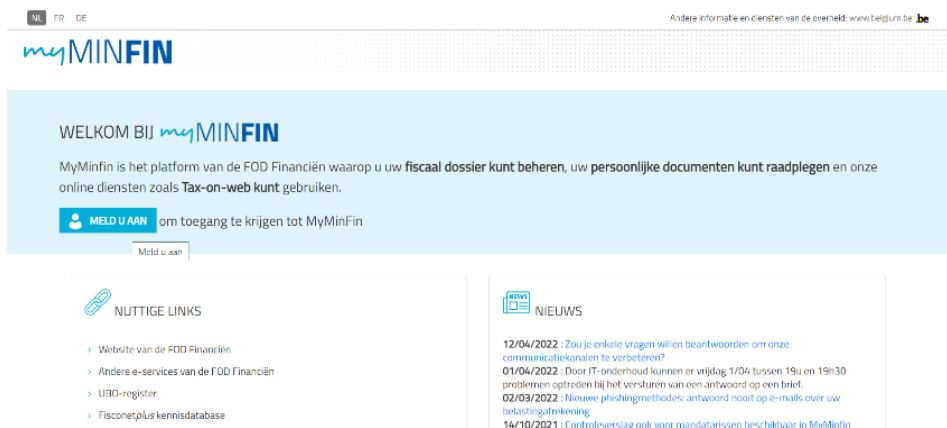 NL FR DE
Andere informatie en diensten van de overheid: www.belgium.be .be
myMINFIN
WELKOM BIJ myMINFIN
MyMinfin is het platform van de FOD Financiën waarop u uw fiscaal dossier kunt beheren, uw persoonlijke documenten kunt raadplegen en onze
online diensten zoals Tax-on-web kunt gebruiken.
MELD U AAN om toegang te krijgen tot MyMinFin
Meld u aan
NUTTIGE LINKS
› Website van de FOD Financiën
› Andere e-services van de FOD Financiën
› UBO-register
› Fisconetplus kennisdatabase
NEWS
NIEUWS
12/04/2022 : Zou je enkele vragen willen beantwoorden om onze
communicatiekanalen te verbeteren?
01/04/2022 : Door IT-onderhoud kunnen er vrijdag 1/04 tussen 19u en 19h30
problemen optreden bij het versturen van een antwoord op een brief.
02/03/2022 : Nieuwe phishingmethodes: antwoord nooit op e-mails over uw
belastingafrekening
14/10/2021 : Controleverslag ook voor mandatarissen beschikbaar in MyMinfin